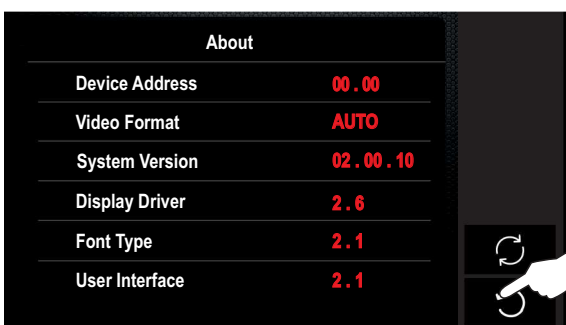 About
Device Address 00 . 00
Video Format AUTO
System Version 02 . 00 . 10
Display Driver 2 . 6
Font Type 2 . 1
User Interface 2 . 1